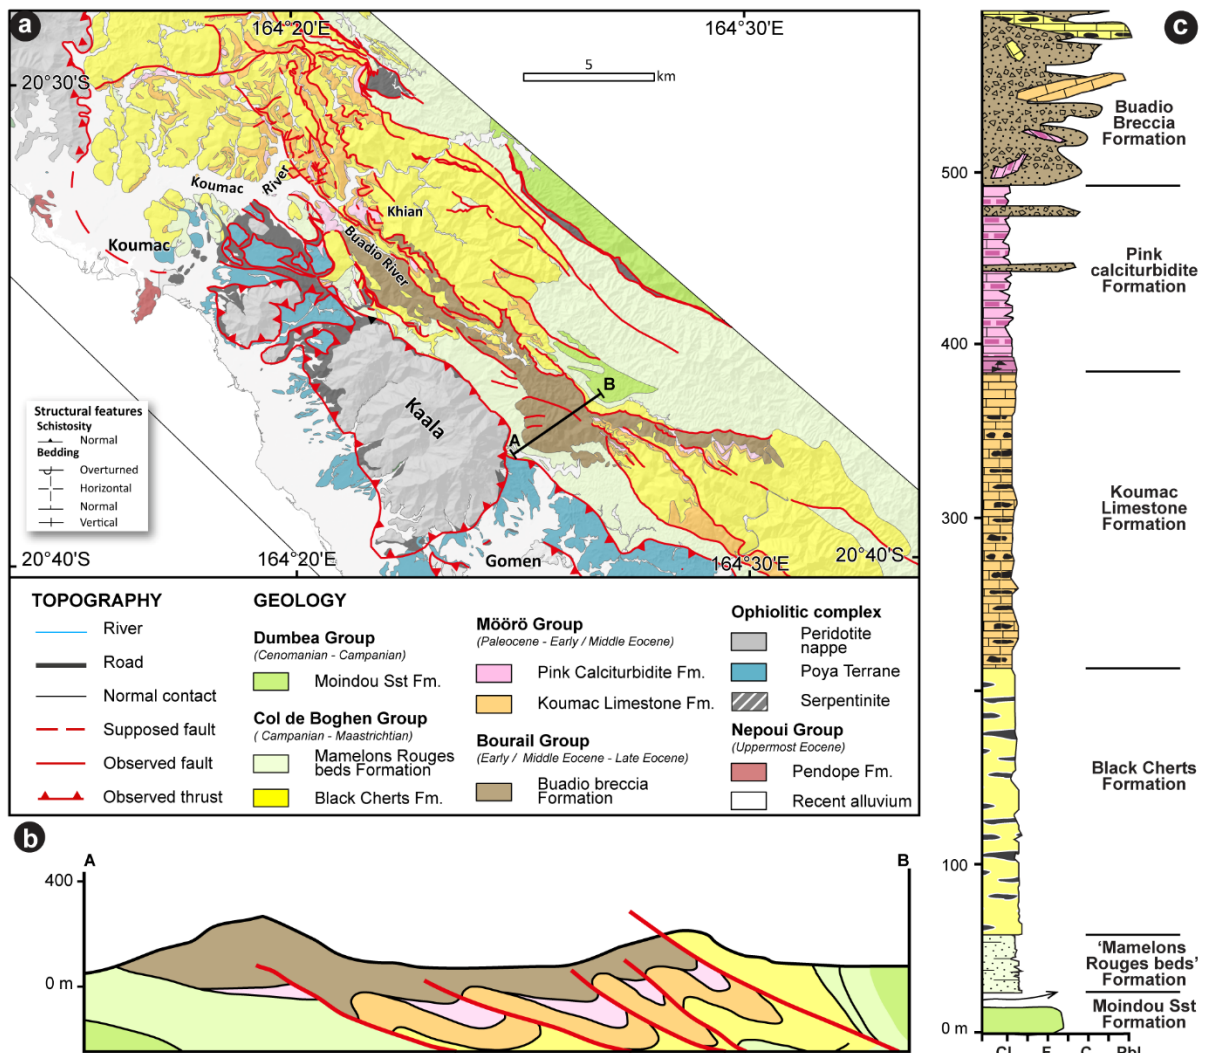 a
164°20'E
164°30'E
20°30'S
5
km
Koumac
River
Khian
Koumac
Buadio River
Kaala
B
A
Structural features
Schistosity
Normal
Bedding
Overturned
Horizontal
Normal
Vertical
20°40'S
164°20'E
Gomen
164°30'E
20°40'S
TOPOGRAPHY
River
Road
Normal contact
Supposed fault
Observed fault
Observed thrust
GEOLOGY
Dumbea Group
(Cenomanian - Campanian)
Moindou Sst Fm.
Col de Boghen Group
( Campanian - Maastrichtian)
Mamelons Rouges
beds Formation
Black Cherts Fm.
Möörö Group
(Paleocene - Early / Middle Eocene)
Pink Calciturbidite Fm.
Koumac Limestone Fm.
Bourail Group
(Early / Middle Eocene - Late Eocene)
Buadio breccia
Formation
Ophiolitic complex
Peridotite
nappe
Poya Terrane
Serpentinite
Nepoui Group
(Uppermost Eocene)
Pendope Fm.
Recent alluvium
b
A
B
400
0 m
c
Buadio
Breccia
Formation
500
Pink
calciturbidite
Formation
400
Koumac
Limestone
Formation
300
Black Cherts
Formation
100
'Mamelons
Rouges beds'
Formation
Moindou Sst
Formation
0 m